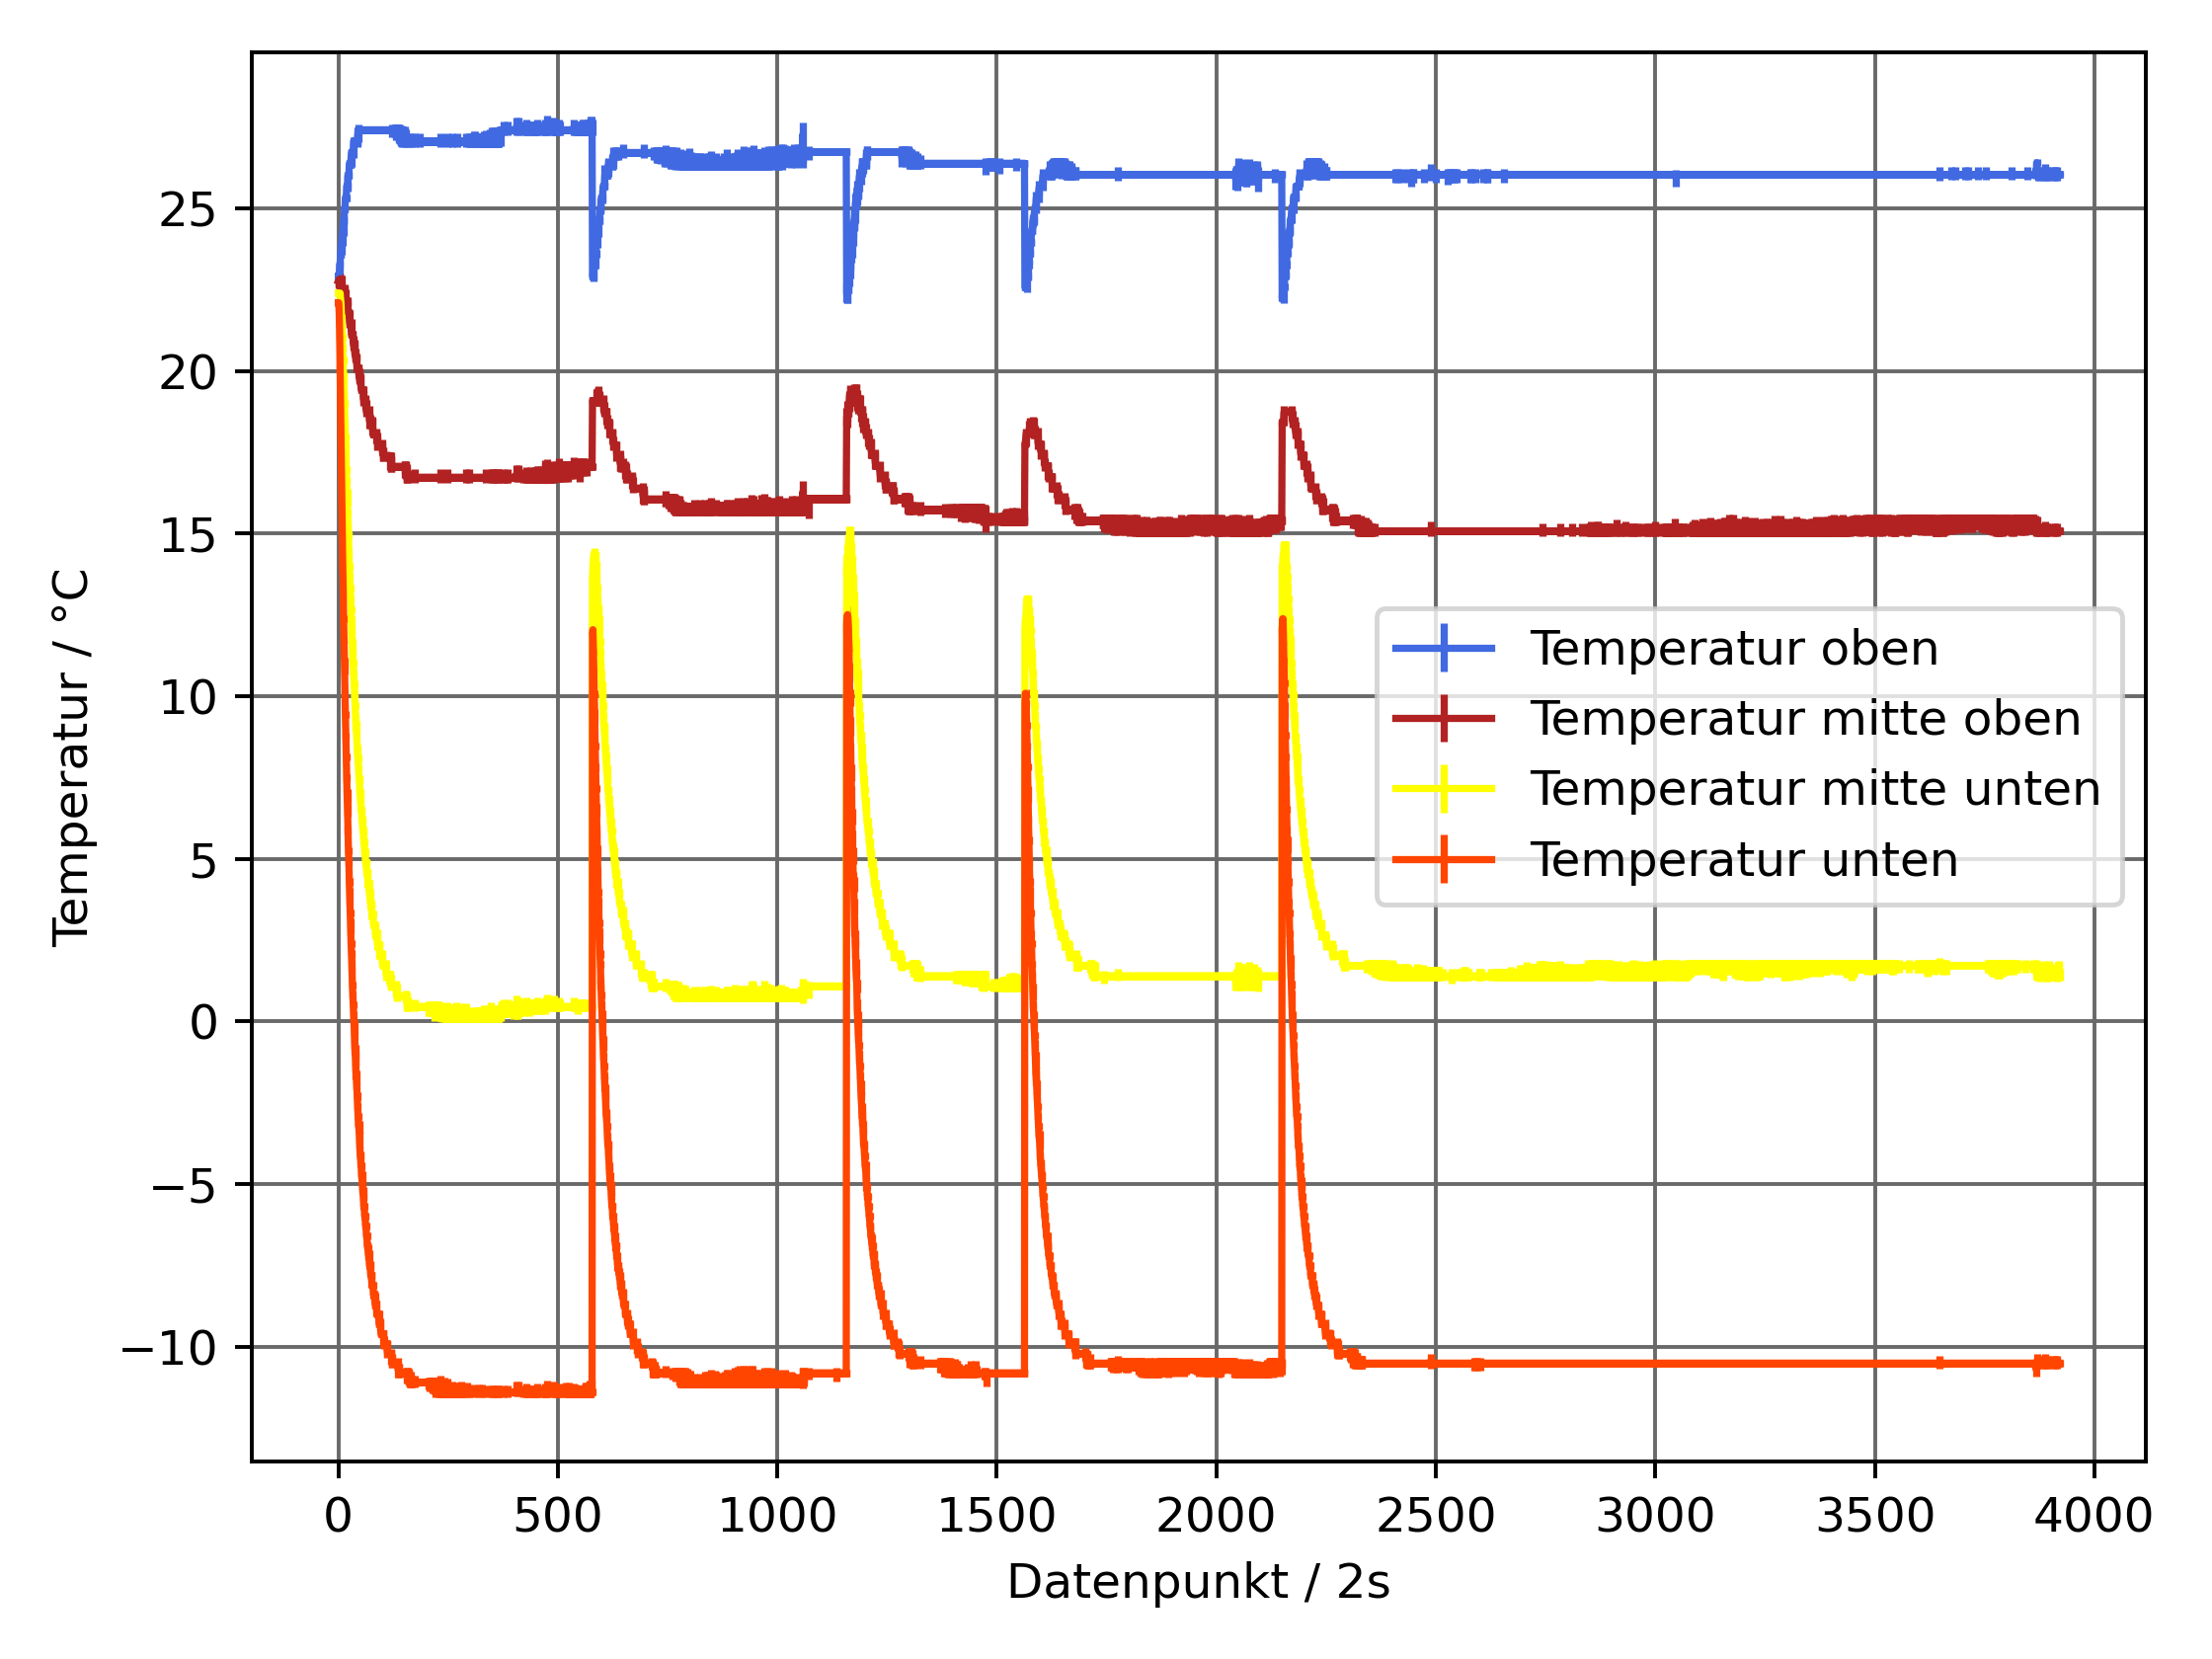 25
20
15
10
5
0
−5
−10
Temperatur / °C
Temperatur oben
Temperatur mitte oben
Temperatur mitte unten
Temperatur unten
0 500 1000 1500 2000 2500 3000 3500 4000
Datenpunkt / 2s